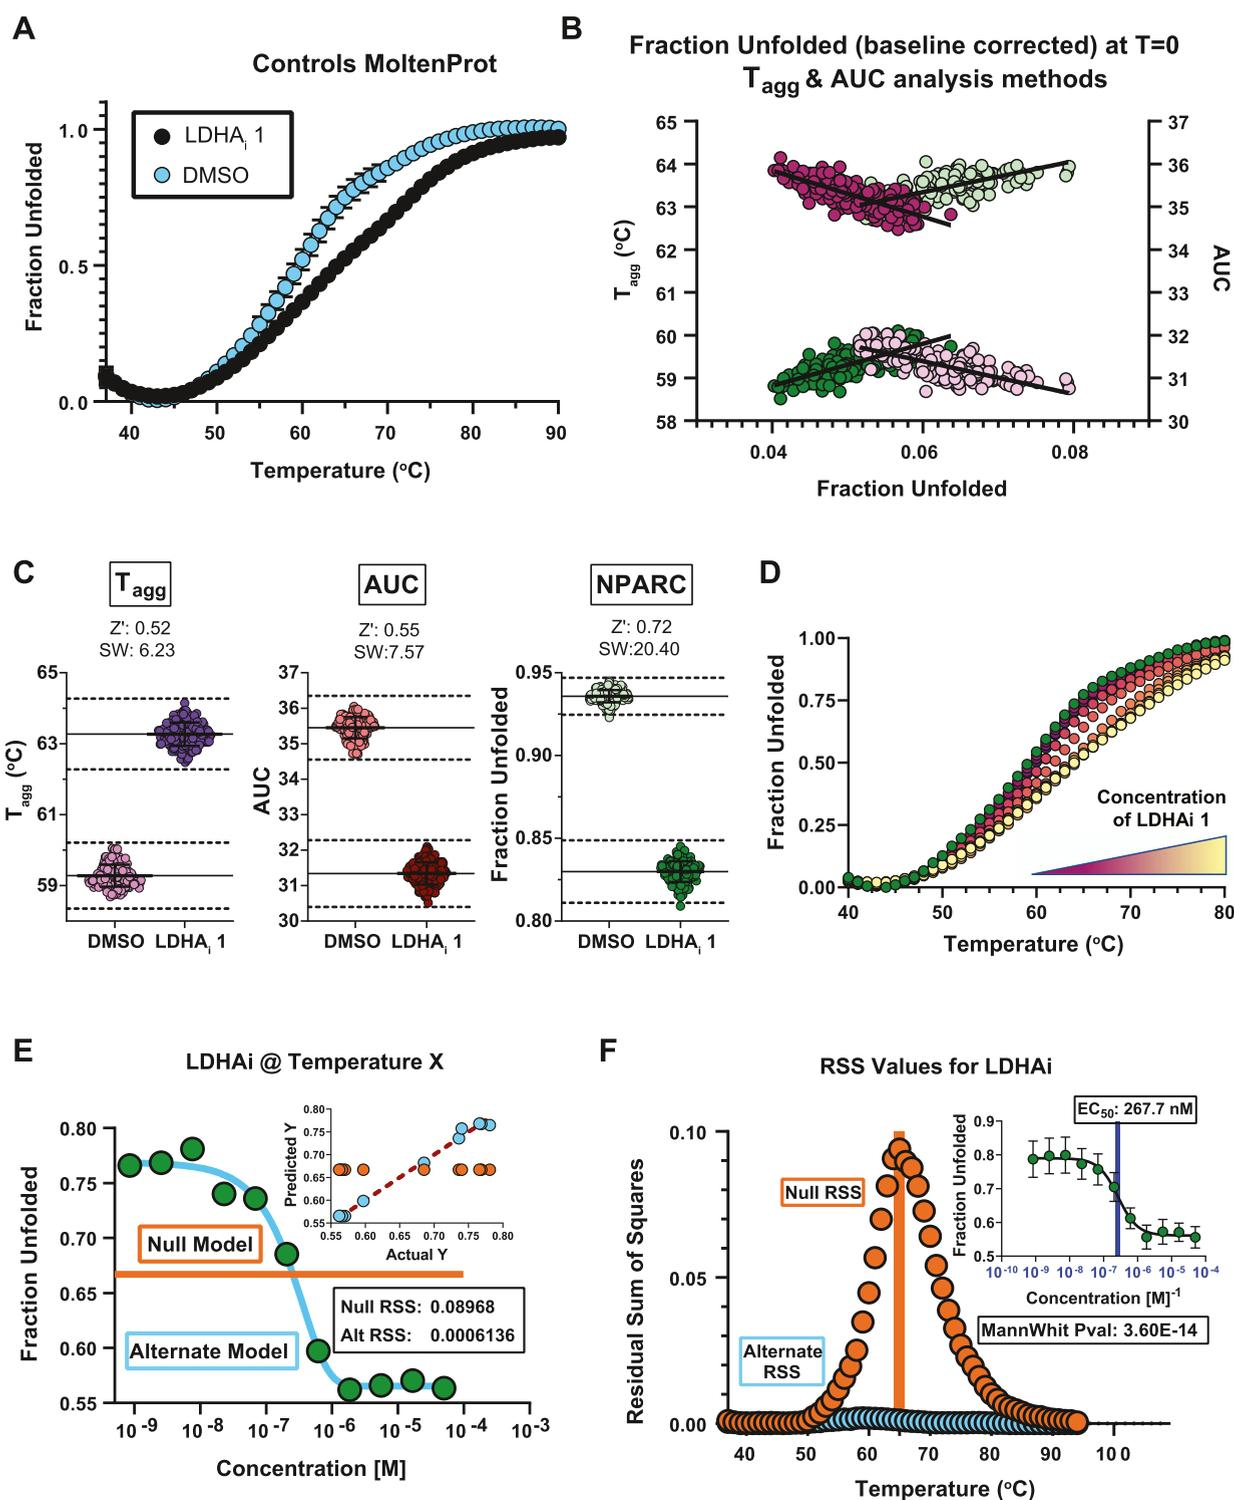 A
Controls MoltenProt
LDHAi 1
DMSO
Fraction Unfolded
1.0
0.5
0.0
40 50 60 70 80 90
Temperature (°C)
B
Fraction Unfolded (baseline corrected) at T=0
Tagg & AUC analysis methods
Tagg (°C)
65
64
63
62
61
60
59
58
37
36
35
34
33
32
31
30
AUC
0.04 0.06 0.08
Fraction Unfolded
C
Tagg
Z': 0.52
SW: 6.23
Tagg (°C)
65
63
61
59
DMSO LDHAi 1
AUC
Z': 0.55
SW:7.57
AUC
37
36
35
34
33
32
31
30
DMSO LDHAi 1
NPARC
Z': 0.72
SW:20.40
Fraction Unfolded
0.95
0.90
0.85
0.80
DMSO LDHAi 1
D
Fraction Unfolded
1.00
0.75
0.50
0.25
0.00
Concentration
of LDHAi 1
40 50 60 70 80
Temperature (°C)
E
LDHAi @ Temperature X
Fraction Unfolded
0.80
0.75
0.70
0.65
0.60
0.55
Predicted Y
0.80
0.75
0.70
0.65
0.60
0.55
0.55 0.60 0.65 0.70 0.75 0.80
Actual Y
Null Model
Null RSS: 0.08968
Alt RSS: 0.0006136
Alternate Model
10-9 10-8 10-7 10-6 10-5 10-4 10-3
Concentration [M]
F
RSS Values for LDHAi
Residual Sum of Squares
0.10
0.05
0.00
Null RSS
Alternate
RSS
EC50: 267.7 nM
Fraction Unfolded
0.9
0.8
0.7
0.6
0.5
10-10 10-9 10-8 10-7 10-6 10-5 10-4
Concentration [M]-1
MannWhit Pval: 3.60E-14
40 50 60 70 80 90 100
Temperature (°C)